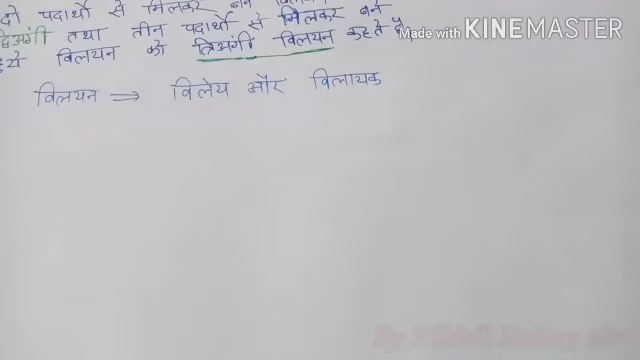 दो पदार्थो से मिलकर बने
द्विअंगी तथा तीन पदार्थो से मिलकर बने
हुये विलयन को त्रिअंगी विलयन कहते है
विलयन ⇒ विलेय और विलायक
Made with KINEMASTER